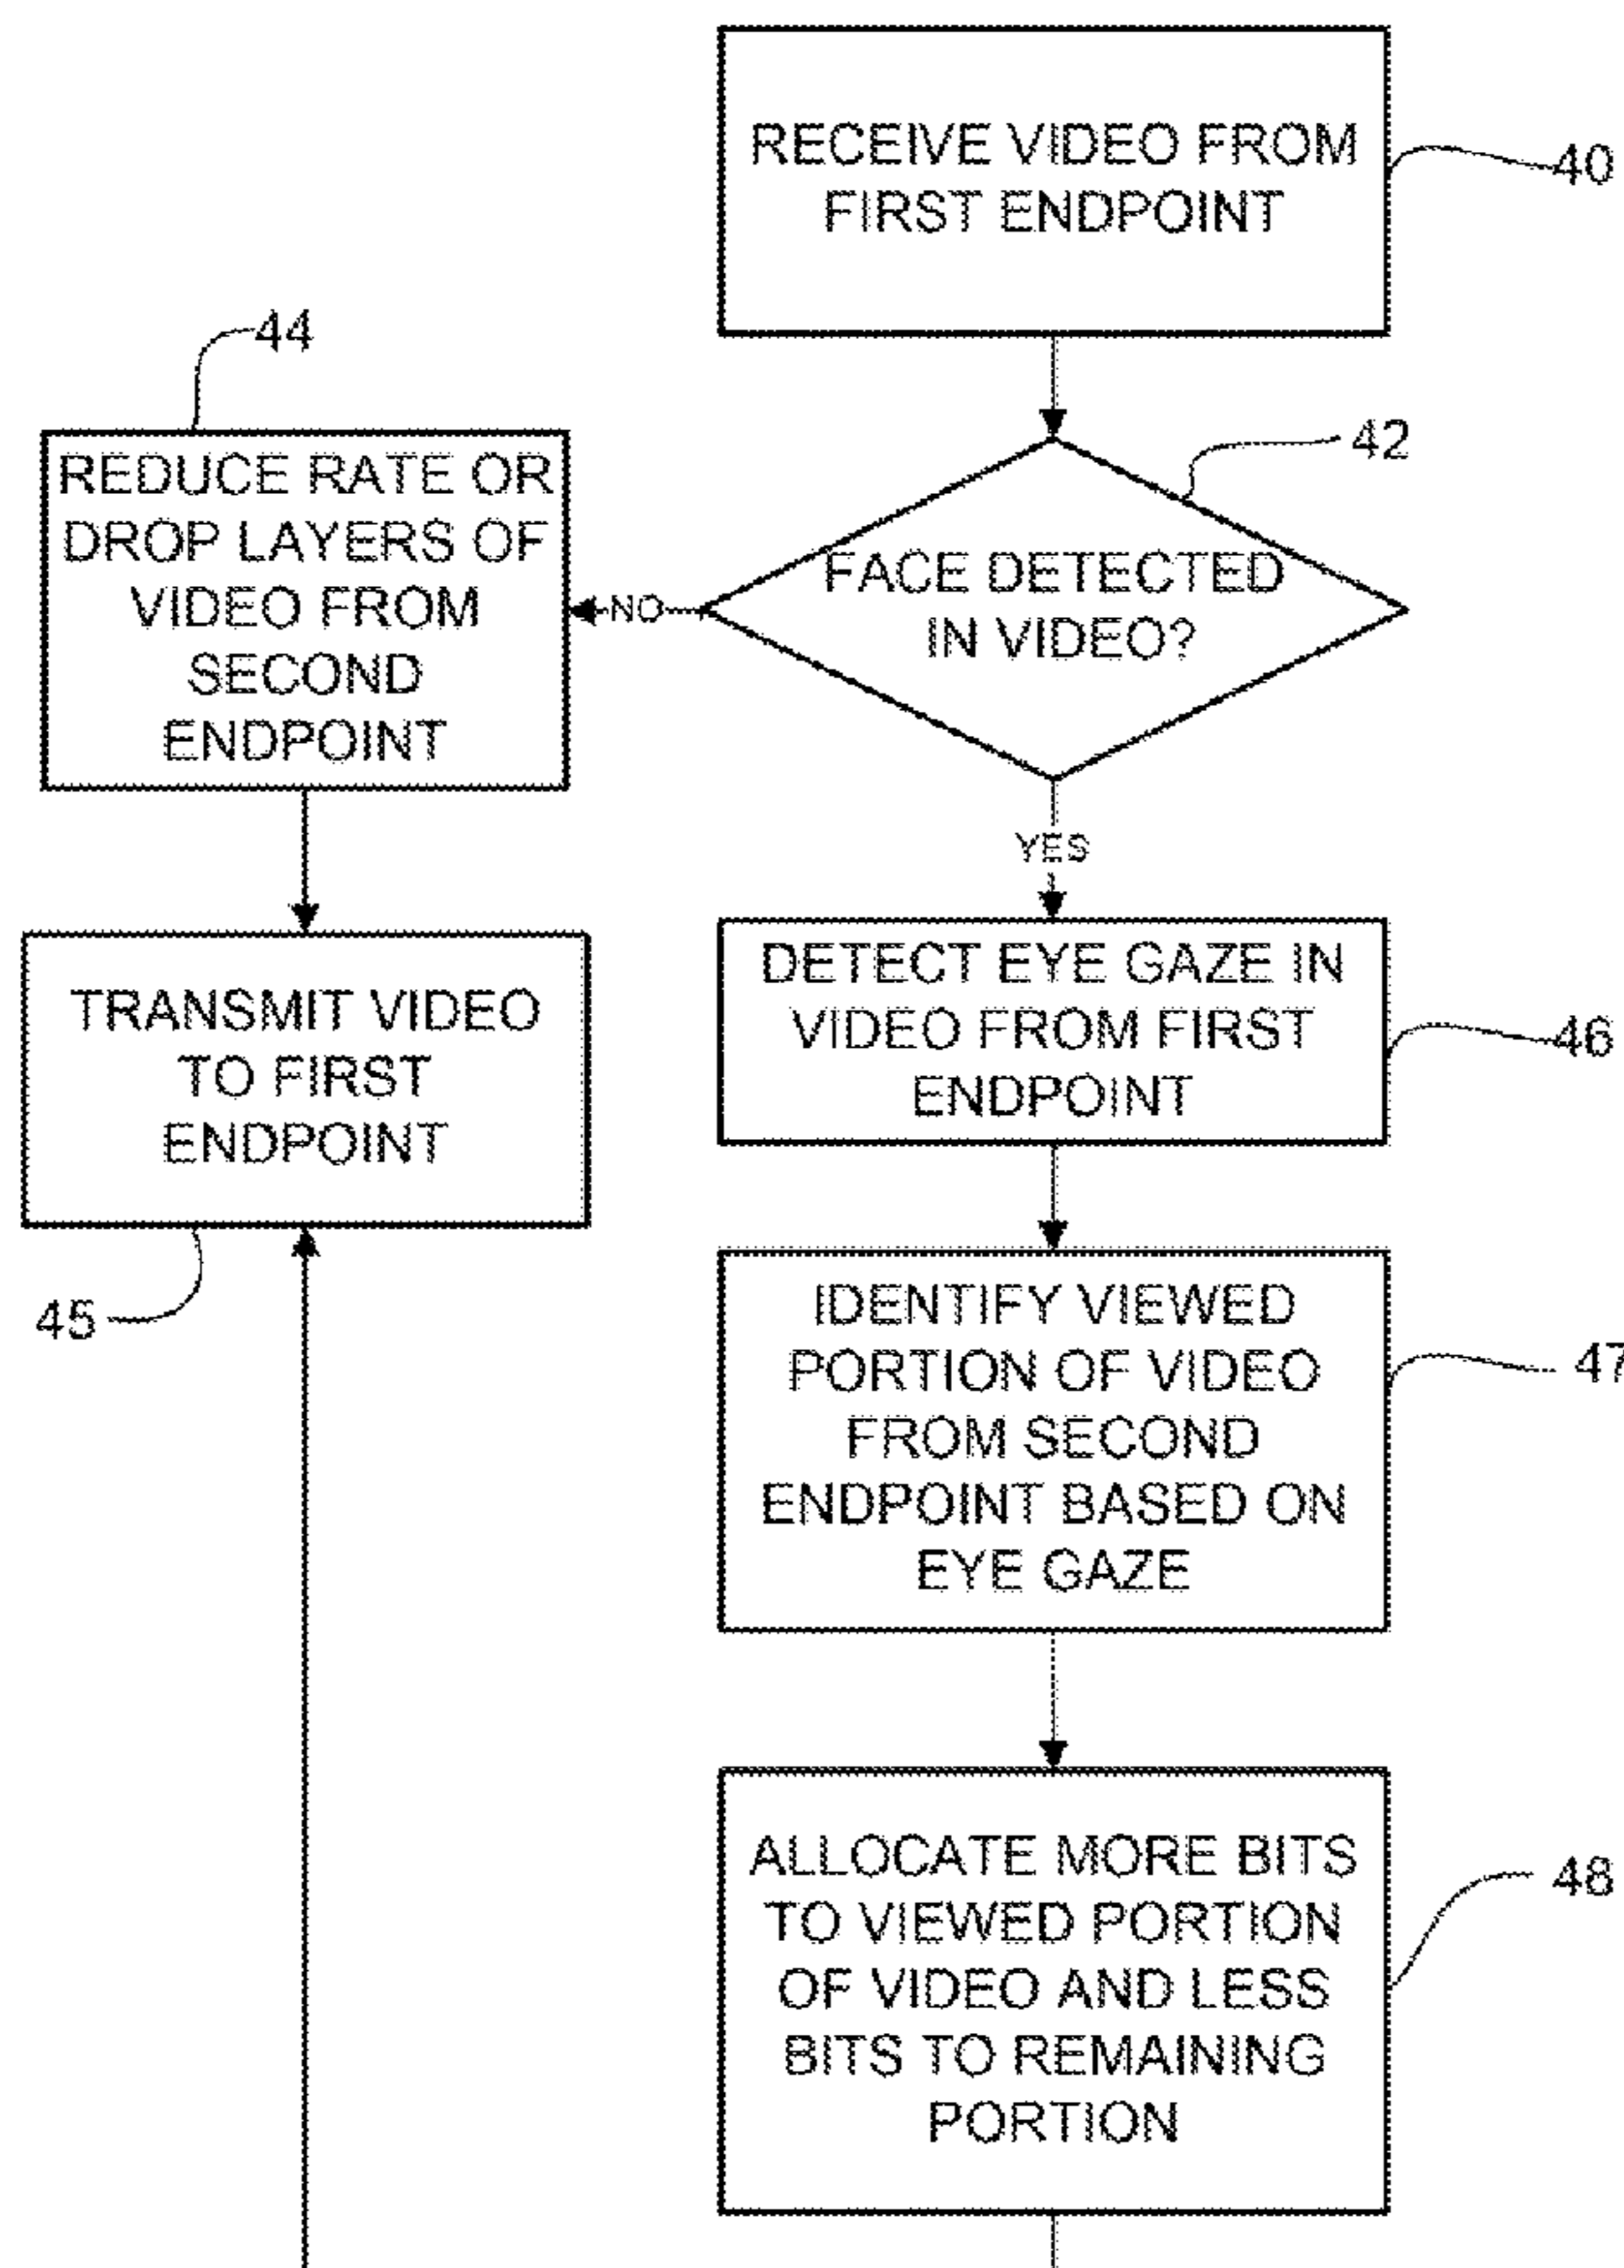 RECEIVE VIDEO FROM
FIRST ENDPOINT
40
44
42
REDUCE RATE OR
DROP LAYERS OF
VIDEO FROM
SECOND
ENDPOINT
FACE DETECTED
IN VIDEO?
NO
YES
TRANSMIT VIDEO
TO FIRST
ENDPOINT
45
DETECT EYE GAZE IN
VIDEO FROM FIRST
ENDPOINT
46
IDENTIFY VIEWED
PORTION OF VIDEO
FROM SECOND
ENDPOINT BASED ON
EYE GAZE
47
ALLOCATE MORE BITS
TO VIEWED PORTION
OF VIDEO AND LESS
BITS TO REMAINING
PORTION
48